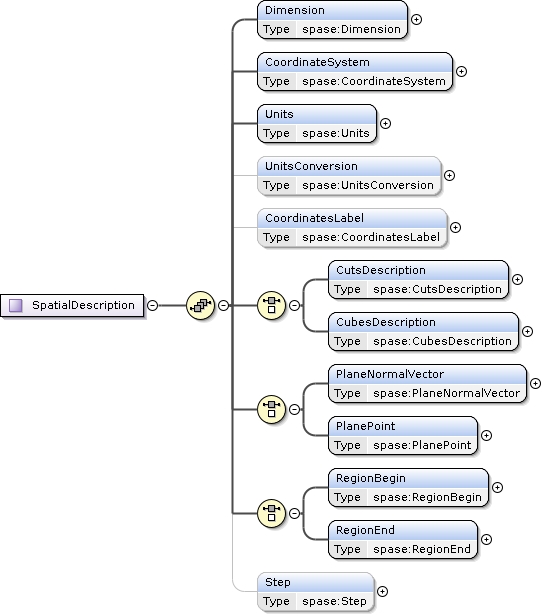 Dimension
Type spase:Dimension
CoordinateSystem
Type spase:CoordinateSystem
Units
Type spase:Units
UnitsConversion
Type spase:UnitsConversion
CoordinatesLabel
Type spase:CoordinatesLabel
SpatialDescription
CutsDescription
Type spase:CutsDescription
CubesDescription
Type spase:CubesDescription
PlaneNormalVector
Type spase:PlaneNormalVector
PlanePoint
Type spase:PlanePoint
RegionBegin
Type spase:RegionBegin
RegionEnd
Type spase:RegionEnd
Step
Type spase:Step